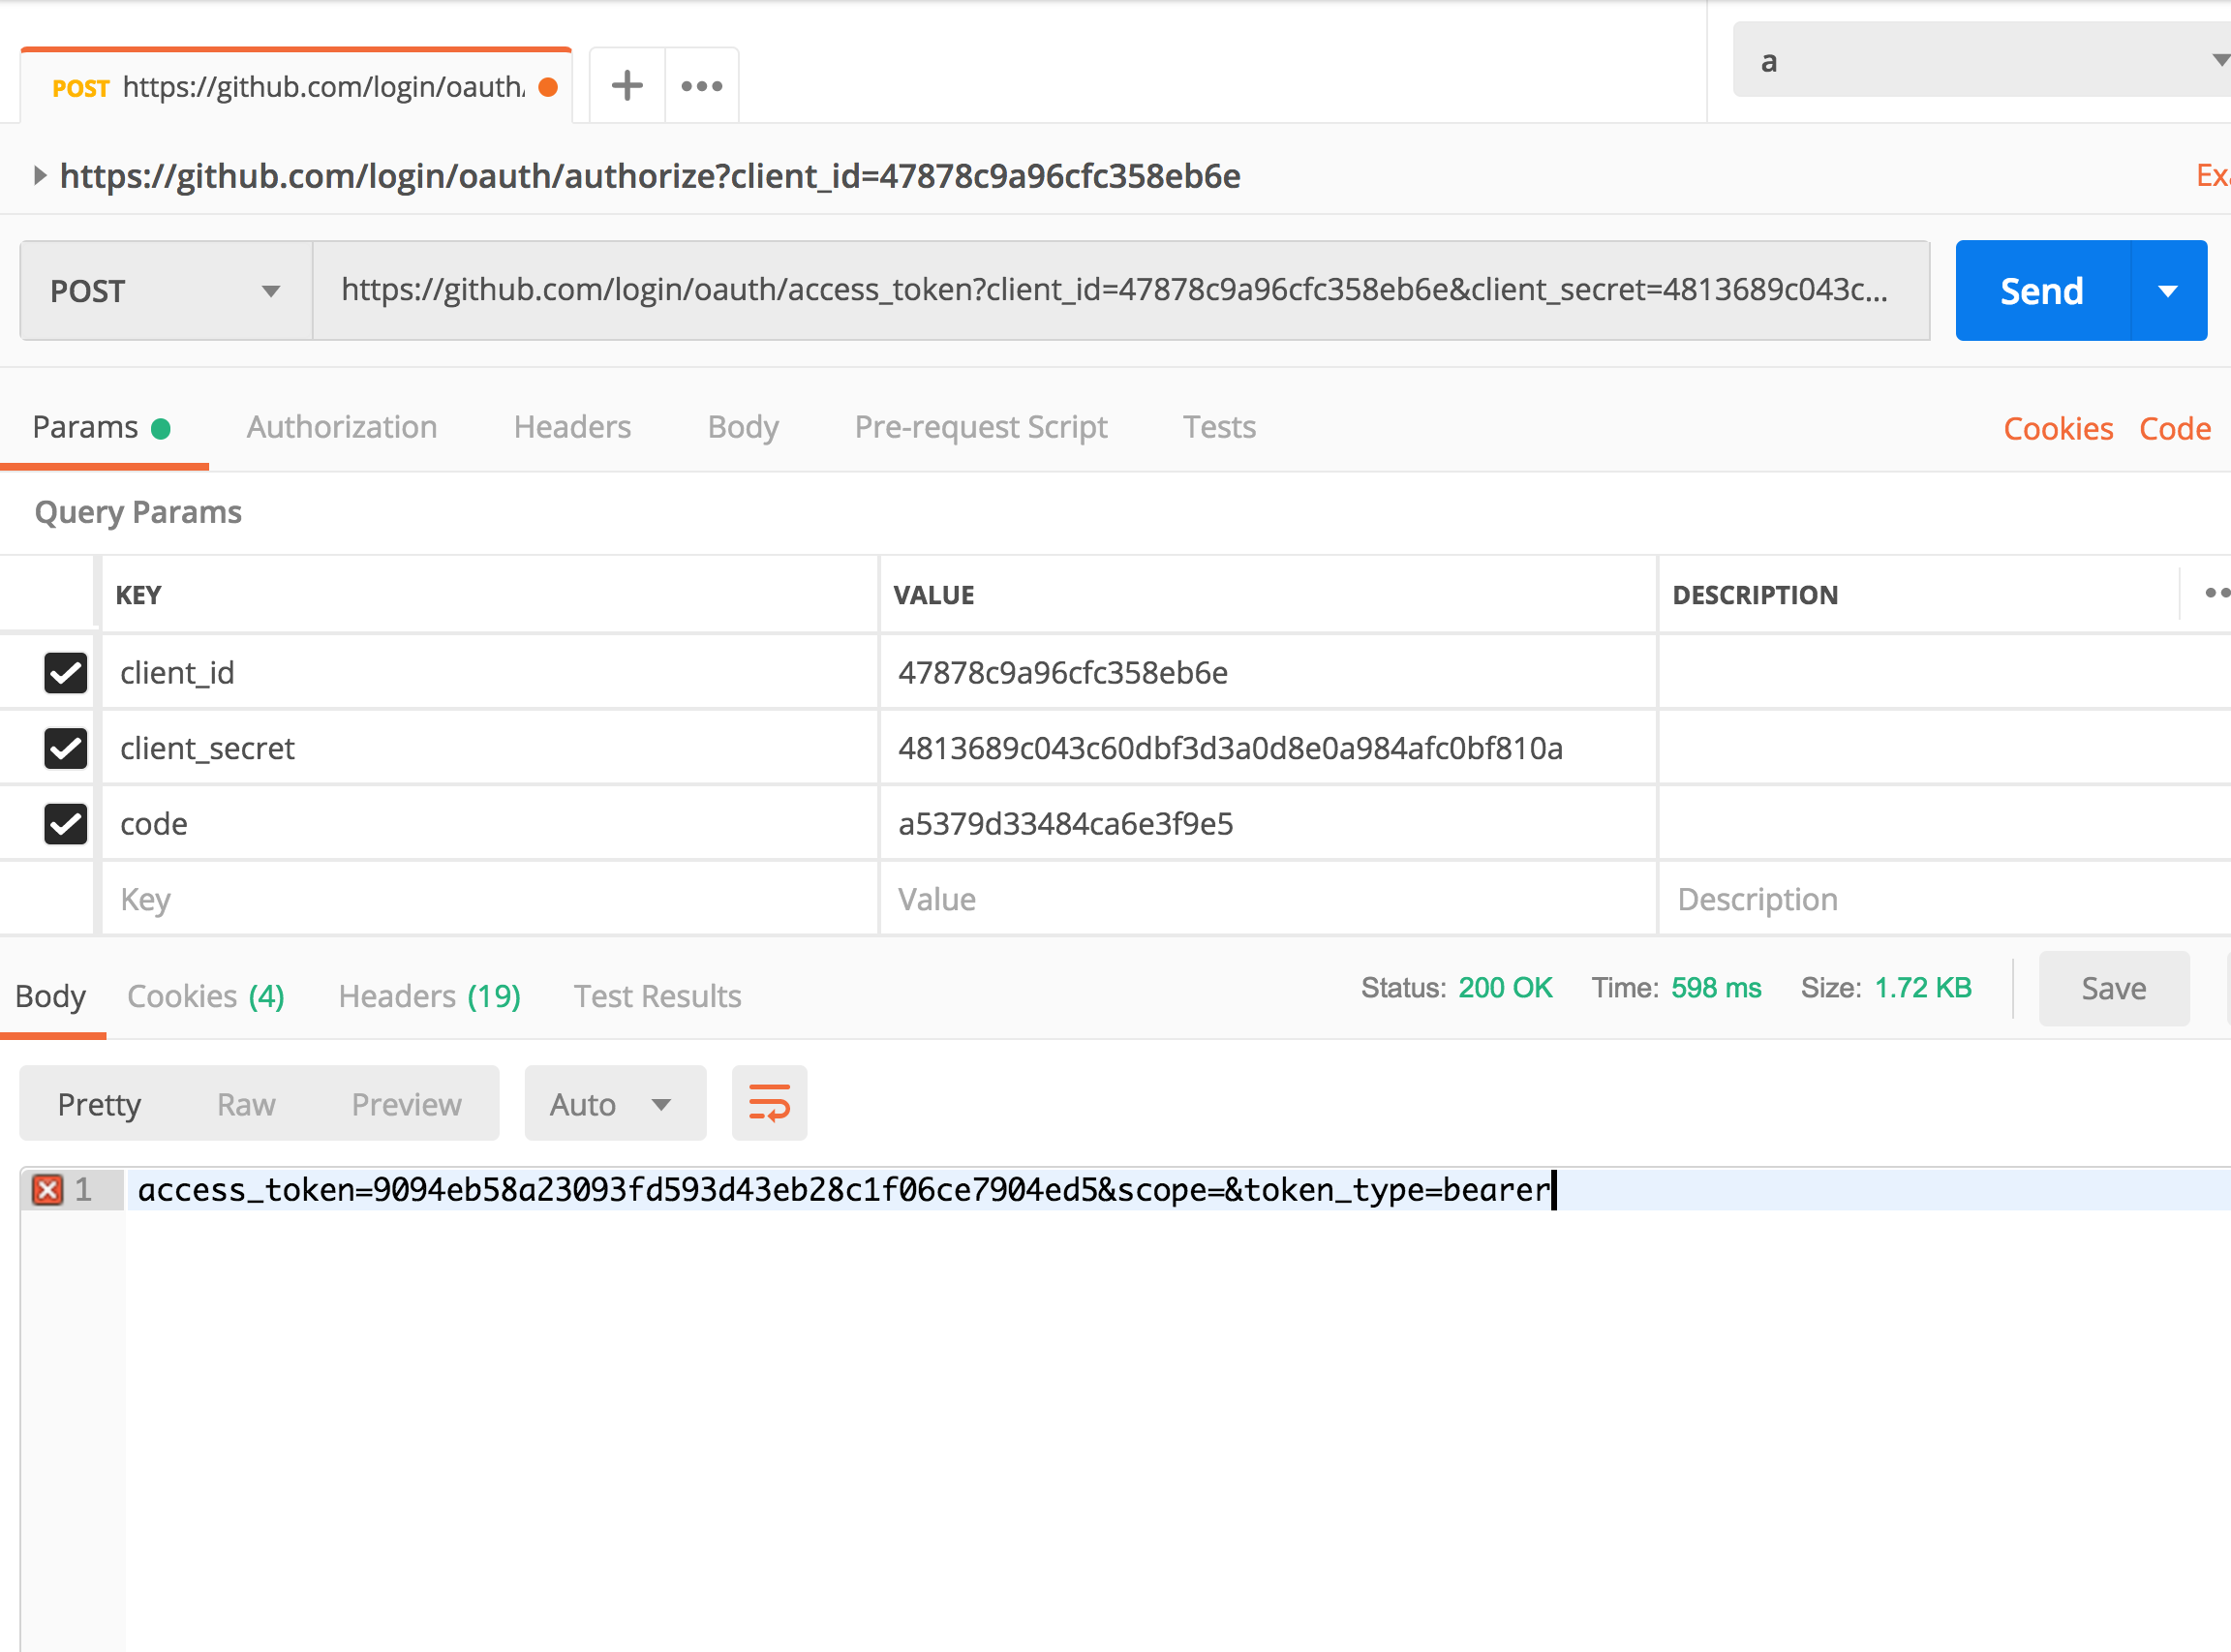 POST https://github.com/login/oauth/
a
https://github.com/login/oauth/authorize?client_id=47878c9a96cfc358eb6e
Exa
POST
https://github.com/login/oauth/access_token?client_id=47878c9a96cfc358eb6e&client_secret=4813689c043c...
Send
Params Authorization Headers Body Pre-request Script Tests Cookies Code
Query Params
KEY VALUE DESCRIPTION
client_id 47878c9a96cfc358eb6e
client_secret 4813689c043c60dbf3d3a0d8e0a984afc0bf810a
code a5379d33484ca6e3f9e5
Key Value Description
Body Cookies (4) Headers (19) Test Results Status: 200 OK Time: 598 ms Size: 1.72 KB Save
Pretty Raw Preview Auto
1 access_token=9094eb58a23093fd593d43eb28c1f06ce7904ed5&scope=&token_type=bearer